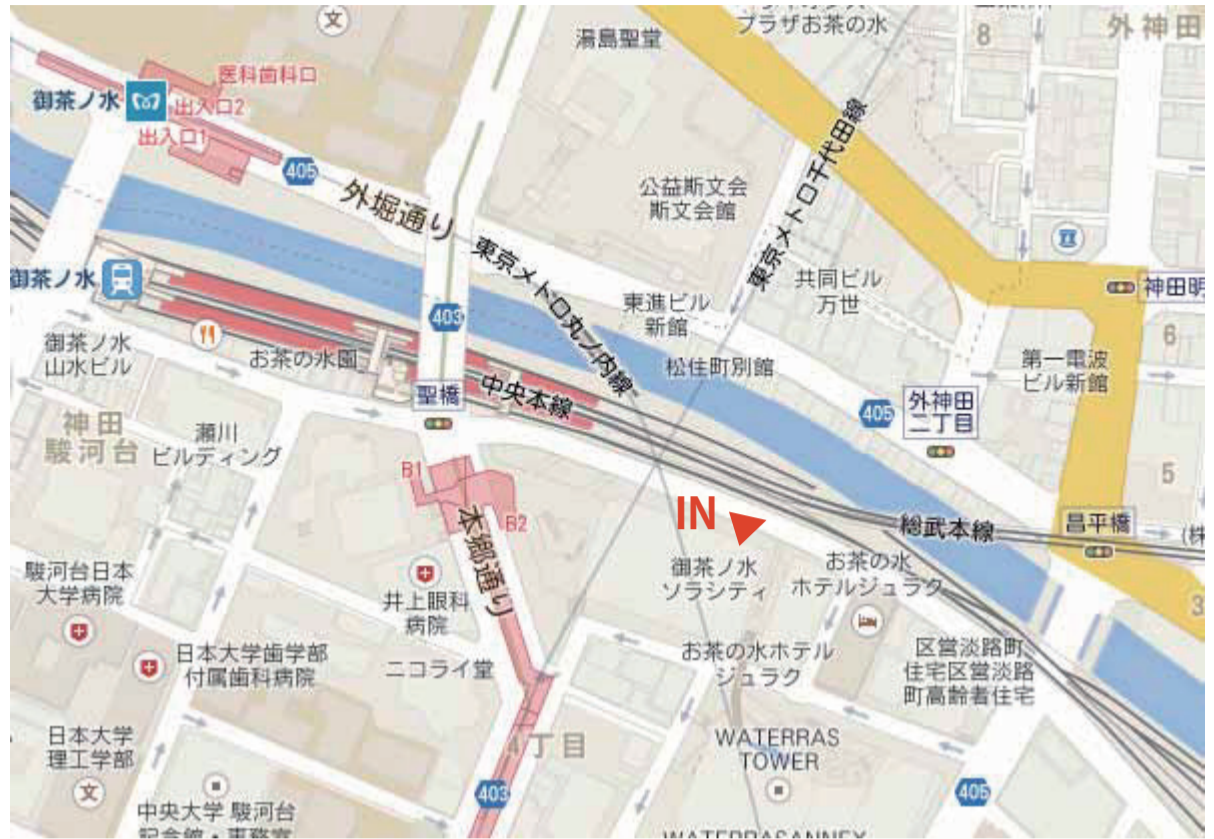 プラザお茶の水
外神田
8
湯島聖堂
文
医科歯科口
御茶ノ水
出入口2
出入口1
405
外堀通り
公益斯文会
斯文会館
東京メトロ千代田線
東京メトロ丸ノ内線
共同ビル
万世
東進ビル
新館
松住町別館
神田明
6
第一電波
ビル新館
御茶ノ水
403
御茶ノ水
山水ビル
お茶の水園
聖橋
中央本線
405
外神田
二丁目
神田
駿河台
瀬川
ビルディング
5
B1
B2
本郷通り
IN
総武本線
昌平橋
(株
御茶ノ水
ソラシティ
お茶の水
ホテルジュラク
駿河台日本
大学病院
井上眼科
病院
3
日本大学歯学部
付属歯科病院
ニコライ堂
お茶の水ホテル
ジュラク
区営淡路町
住宅区営淡路
町高齢者住宅
日本大学
理工学部
文
4丁目
WATERRAS
TOWER
403
405
中央大学 駿河台
記念館・事務室
WATERRASANNEX